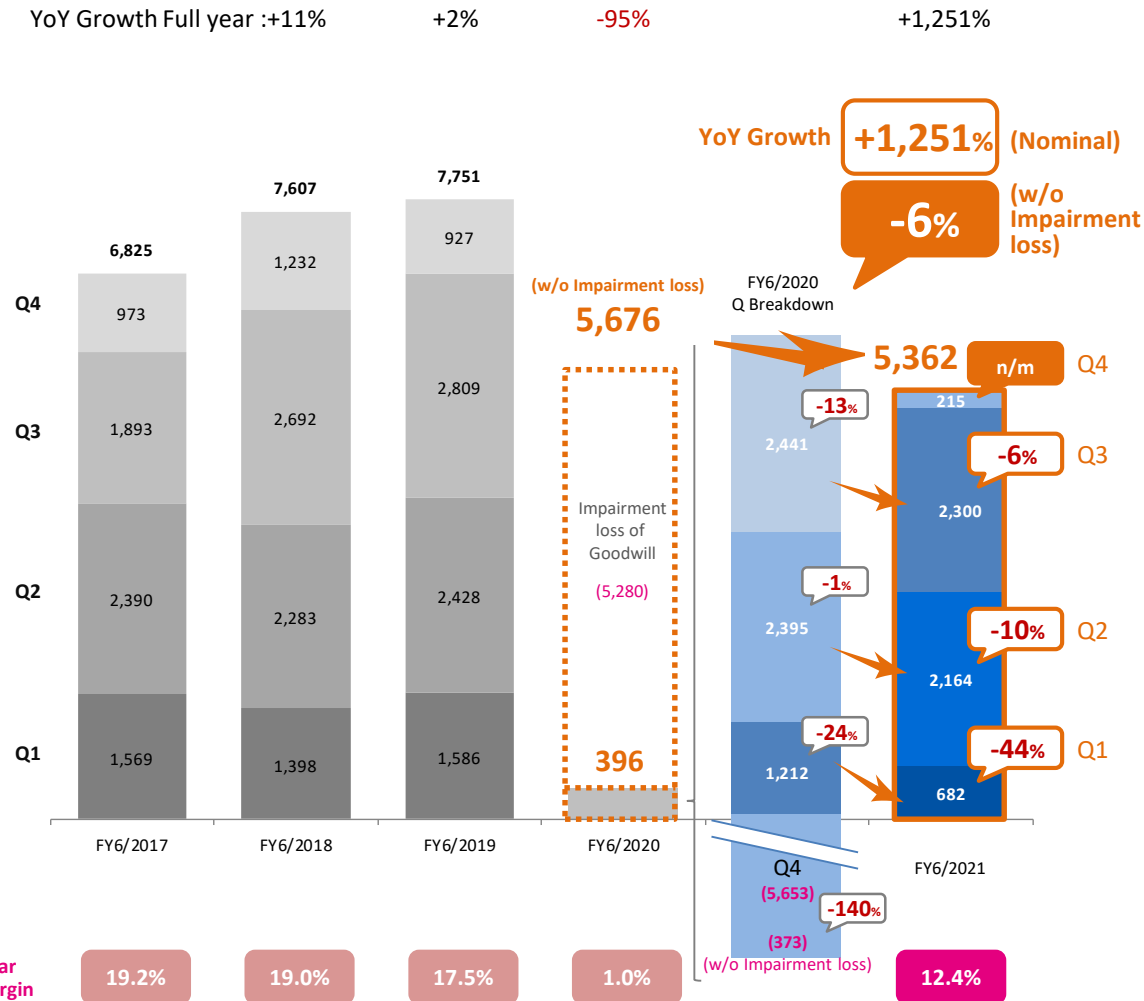 YoY Growth Full year :+11%
+2%
-95%
+1,251%
YoY Growth
+1,251%
(Nominal)
-6%
(w/o
Impairment
loss)
6,825
7,607
7,751
(w/o Impairment loss)
5,676
FY6/2020
Q Breakdown
5,362
n/m
Q4
Q4
Q3
Q2
Q1
973
1,893
2,390
1,569
1,232
2,692
2,283
1,398
927
2,809
2,428
1,586
Impairment
loss of
Goodwill
(5,280)
396
-13%
2,441
-1%
2,395
-24%
1,212
215
-6%
Q3
2,300
-10%
Q2
2,164
-44%
Q1
682
FY6/2017
FY6/2018
FY6/2019
FY6/2020
Q4
(5,653)
-140%
(373)
(w/o Impairment loss)
FY6/2021
19.2%
19.0%
17.5%
1.0%
12.4%